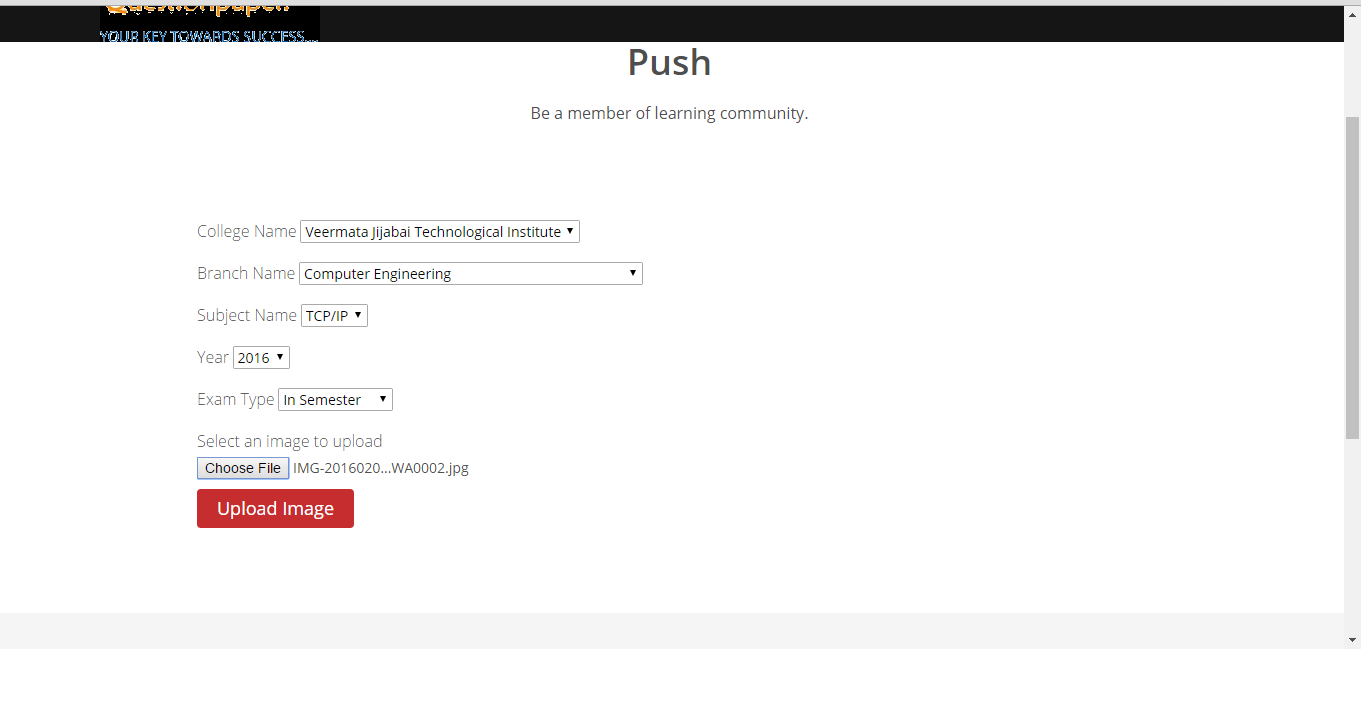 YOUR KEY TOWARDS SUCCESS...
Push
Be a member of learning community.
College Name Veermata Jijabai Technological Institute
Branch Name Computer Engineering
Subject Name TCP/IP
Year 2016
Exam Type In Semester
Select an image to upload
Choose File IMG-2016020...WA0002.jpg
Upload Image